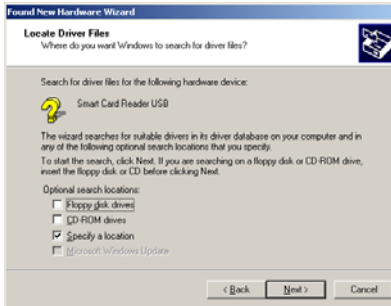 Found New Hardware Wizard
Locate Driver Files
Where do you want Windows to search for driver files?
Search for driver files for the following hardware device:
Smart Card Reader USB
The wizard searches for suitable drivers in its driver database on your computer and in
any of the following optional search locations that you specify.
To start the search, click Next. If you are searching on a floppy disk or CD-ROM drive,
insert the floppy disk or CD before clicking Next.
Optional search locations:
Floppy disk drives
CD-ROM drives
Specify a location
Microsoft Windows Update
< Back
Next >
Cancel